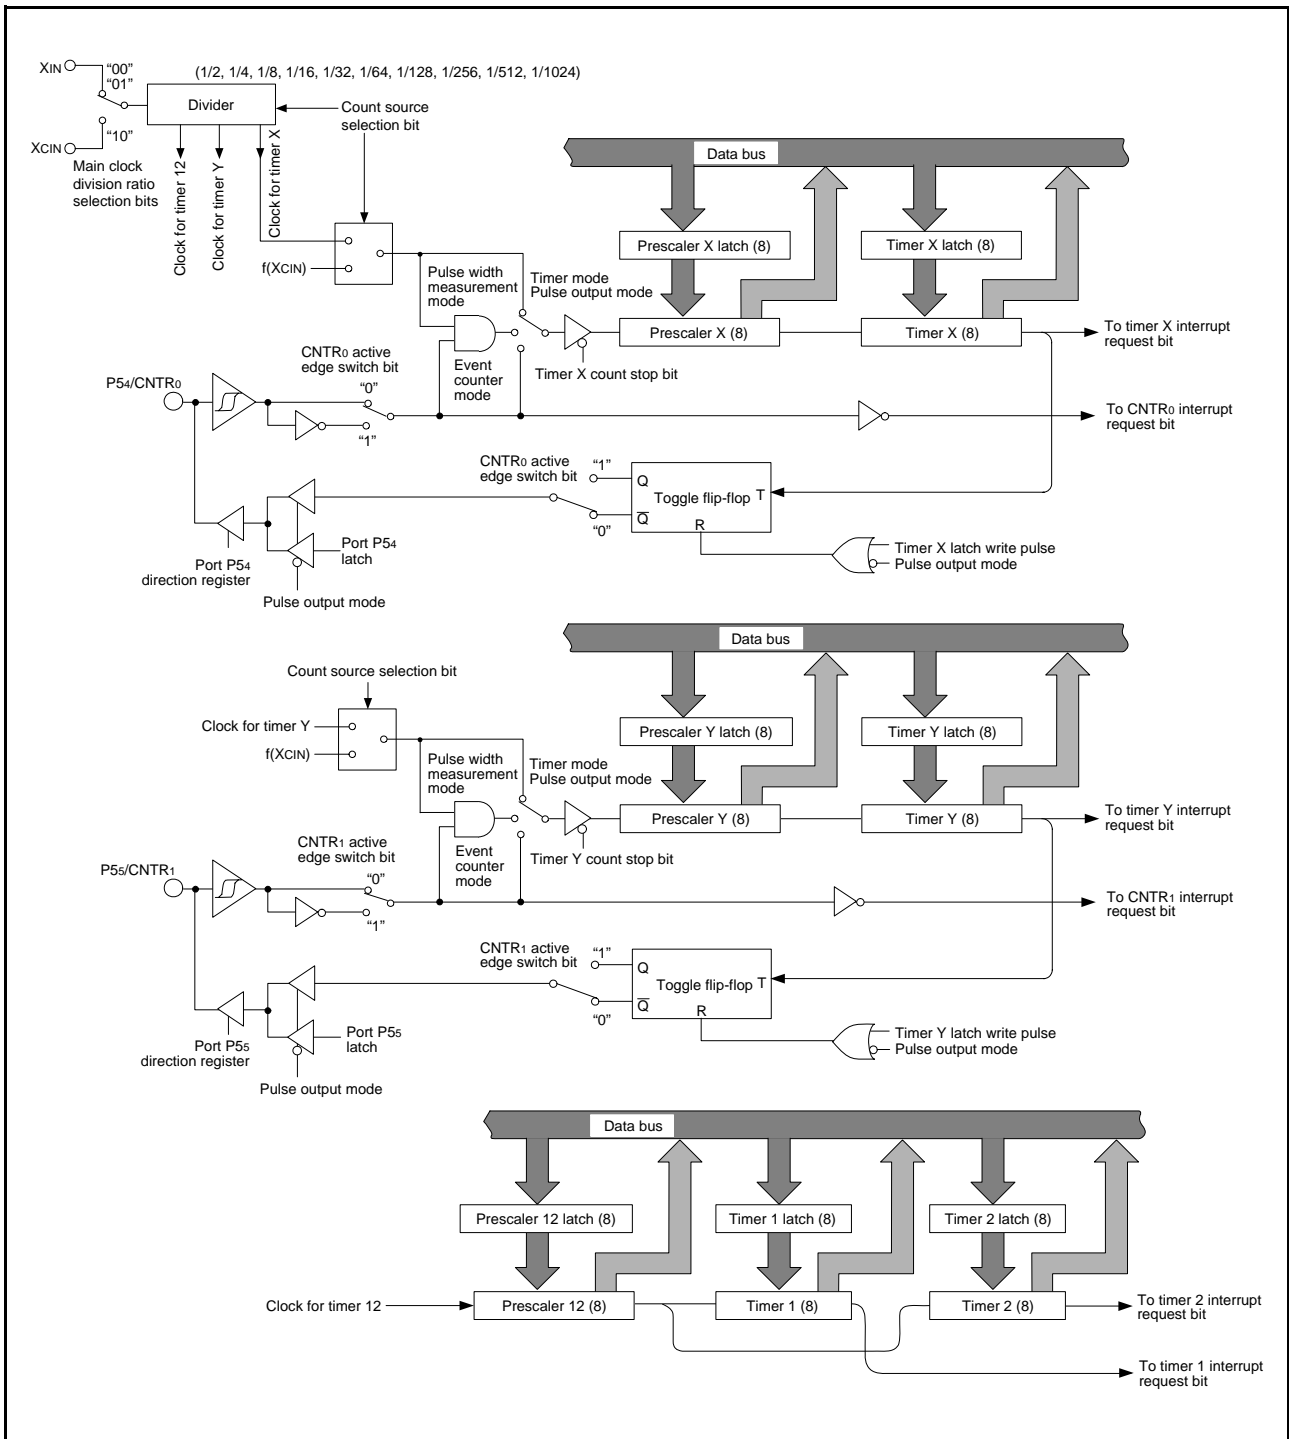 XIN
“00”
“01”
(1/2, 1/4, 1/8, 1/16, 1/32, 1/64, 1/128, 1/256, 1/512, 1/1024)
Divider
Count source
selection bit
XCIN
“10”
Main clock
division ratio
selection bits
Clock for timer 12
Clock for timer Y
Clock for timer X
f(XCIN)
Data bus
Prescaler X latch (8)
Timer X latch (8)
Pulse width
measurement
mode
Timer mode
Pulse output mode
Prescaler X (8)
Timer X (8)
To timer X interrupt
request bit
Timer X count stop bit
Event
counter
mode
CNTR0 active
edge switch bit
P54/CNTR0
“0”
“1”
To CNTR0 interrupt
request bit
CNTR0 active
edge switch bit
“1”
“0”
Q
Toggle flip-flop
T
Q
R
Timer X latch write pulse
Pulse output mode
Port P54
latch
Port P54
direction register
Pulse output mode
Data bus
Count source selection bit
Clock for timer Y
f(XCIN)
Prescaler Y latch (8)
Timer Y latch (8)
Pulse width
measurement
mode
Timer mode
Pulse output mode
Prescaler Y (8)
Timer Y (8)
To timer Y interrupt
request bit
Timer Y count stop bit
Event
counter
mode
CNTR1 active
edge switch bit
P55/CNTR1
“0”
“1”
To CNTR1 interrupt
request bit
CNTR1 active
edge switch bit
“1”
“0”
Q
Toggle flip-flop
T
Q
R
Timer Y latch write pulse
Pulse output mode
Port P55
latch
Port P55
direction register
Pulse output mode
Data bus
Prescaler 12 latch (8)
Timer 1 latch (8)
Timer 2 latch (8)
Clock for timer 12
Prescaler 12 (8)
Timer 1 (8)
Timer 2 (8)
To timer 2 interrupt
request bit
To timer 1 interrupt
request bit